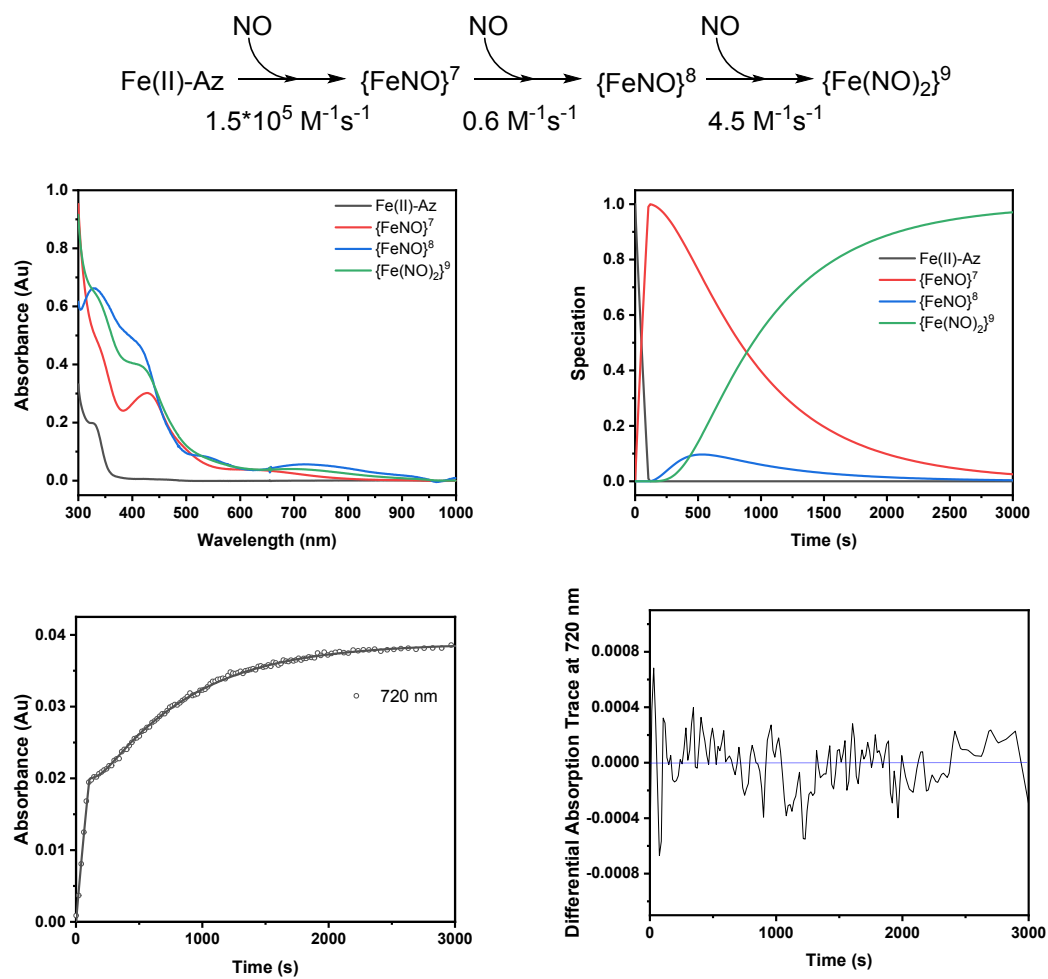 NO NO NO
Fe(II)-Az {FeNO}⁷ {FeNO}⁸ {Fe(NO)₂}⁹
1.5*10⁵ M⁻¹s⁻¹ 0.6 M⁻¹s⁻¹ 4.5 M⁻¹s⁻¹
Absorbance (Au)
1.0
0.8
0.6
0.4
0.2
0.0
Fe(II)-Az
{FeNO}⁷
{FeNO}⁸
{Fe(NO)₂}⁹
300 400 500 600 700 800 900 1000
Wavelength (nm)
Speciation
1.0
0.8
0.6
0.4
0.2
0.0
Fe(II)-Az
{FeNO}⁷
{FeNO}⁸
{Fe(NO)₂}⁹
0 500 1000 1500 2000 2500 3000
Time (s)
Absorbance (Au)
0.04
0.03
0.02
0.01
0.00
720 nm
0 1000 2000 3000
Time (s)
Differential Absorption Trace at 720 nm
0.0008
0.0004
0.0000
-0.0004
-0.0008
0 1000 2000 3000
Time (s)